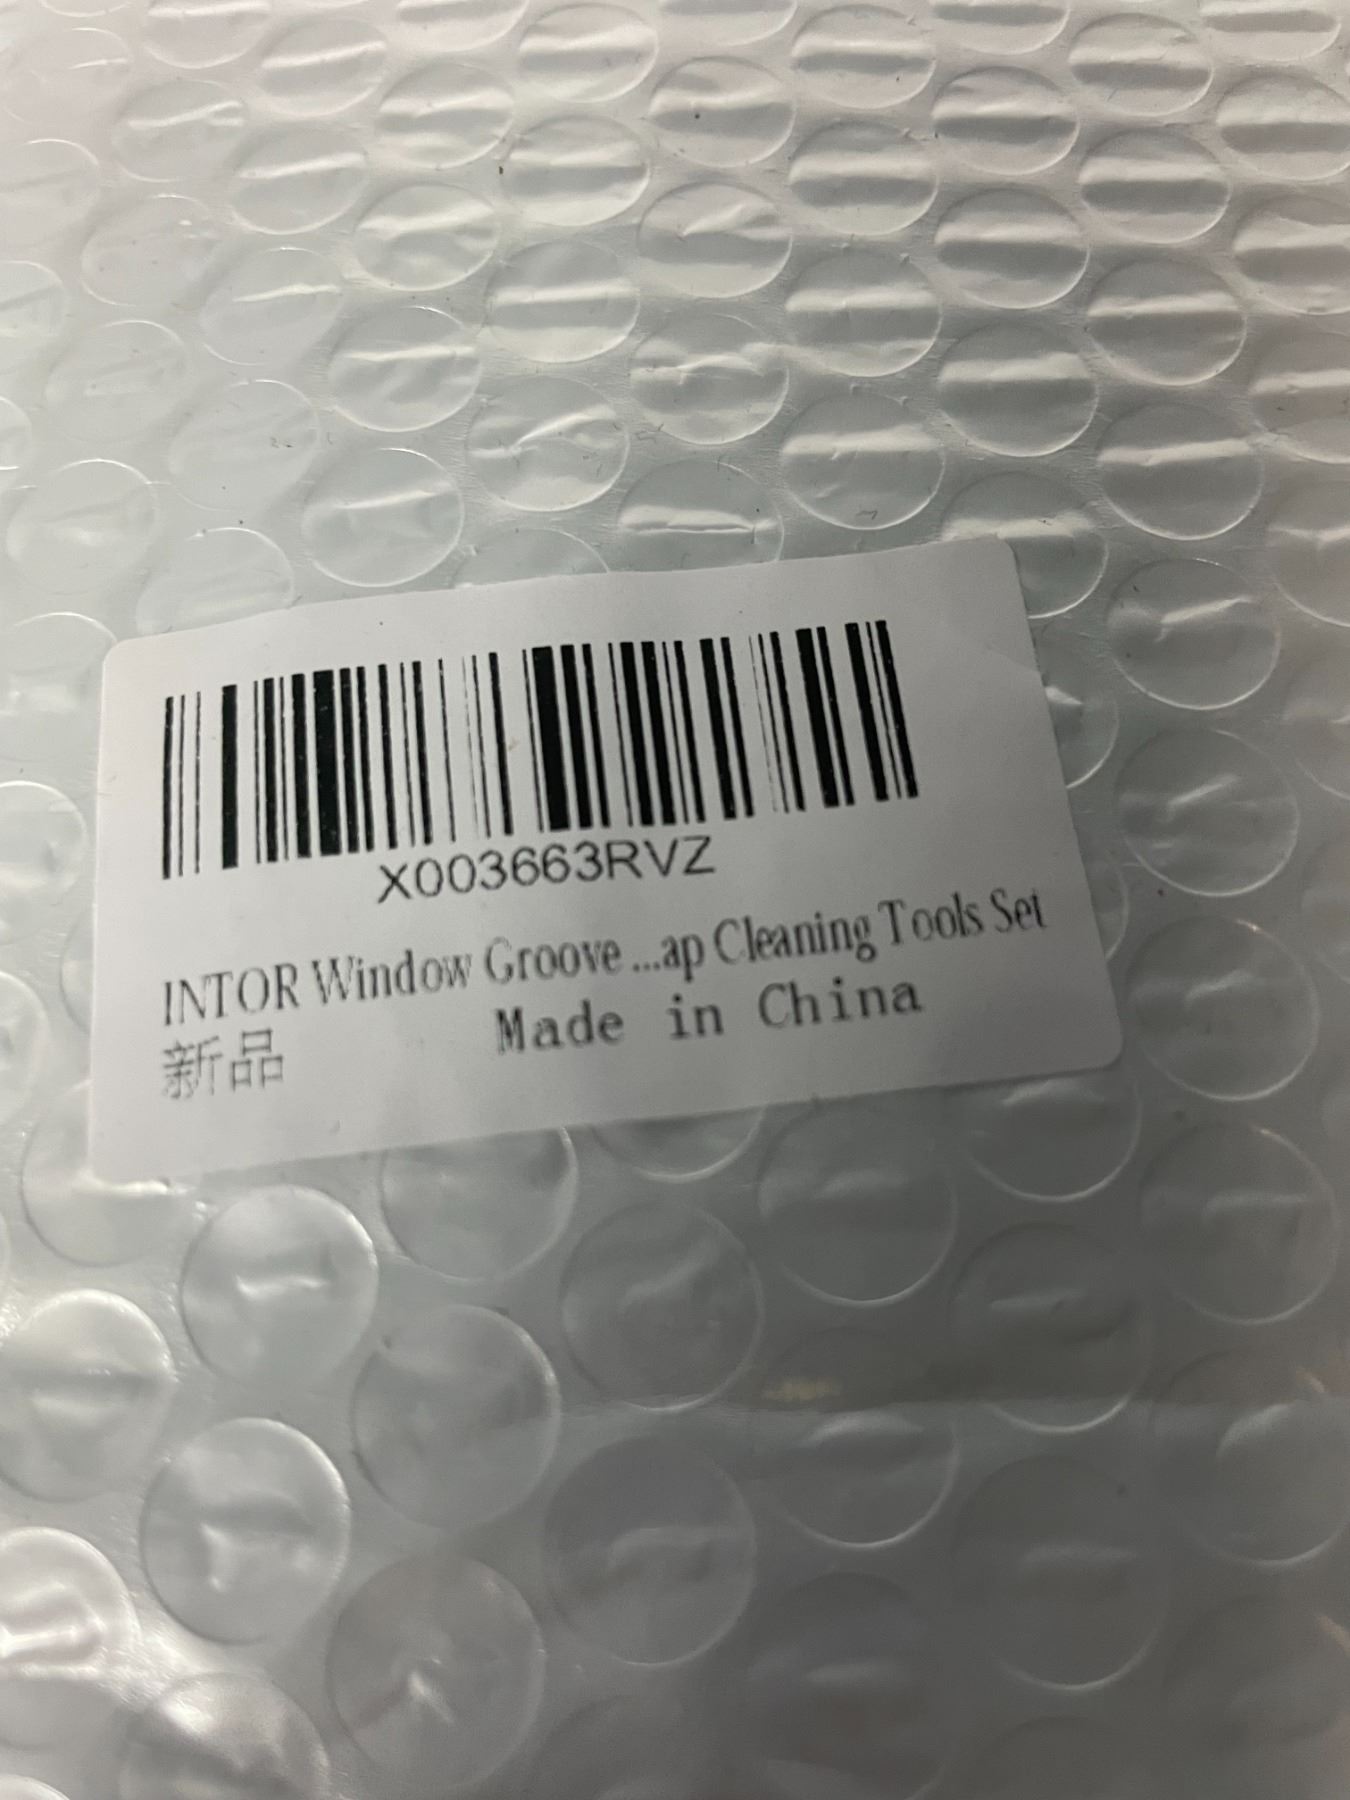 X003663RVZ
INTOR Window Groove ...ap Cleaning Tools Set
新品 Made in China